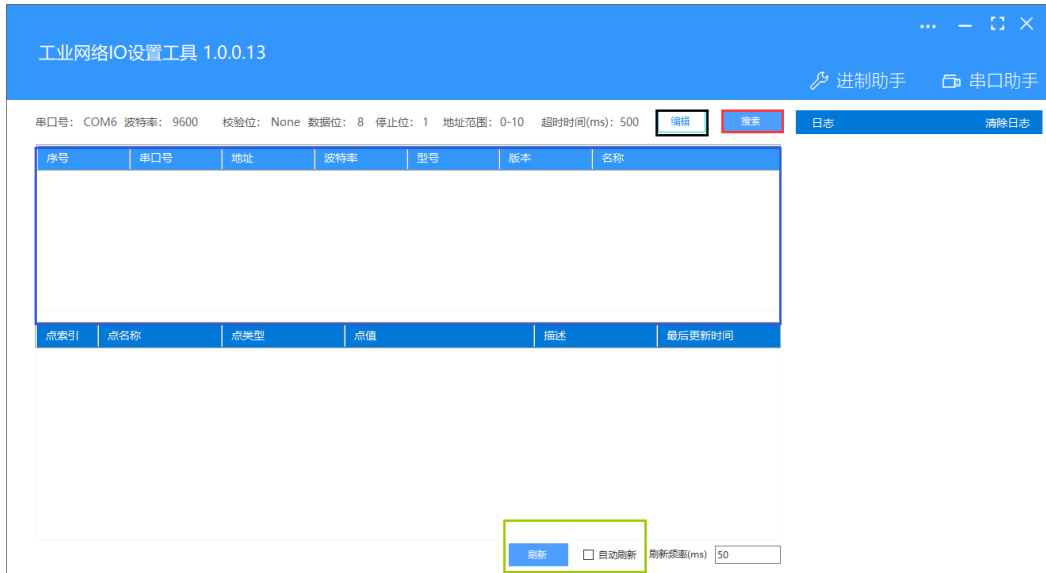 工业网络IO设置工具 1.0.0.13
进制助手 串口助手
串口号： COM6 波特率： 9600 校验位： None 数据位： 8 停止位： 1 地址范围：0-10 超时时间(ms)：500 编辑 搜索
日志 清除日志
序号 串口号 地址 波特率 型号 版本 名称
点索引 点名称 点类型 点值 描述 最后更新时间
刷新 自动刷新 刷新频率(ms) 50